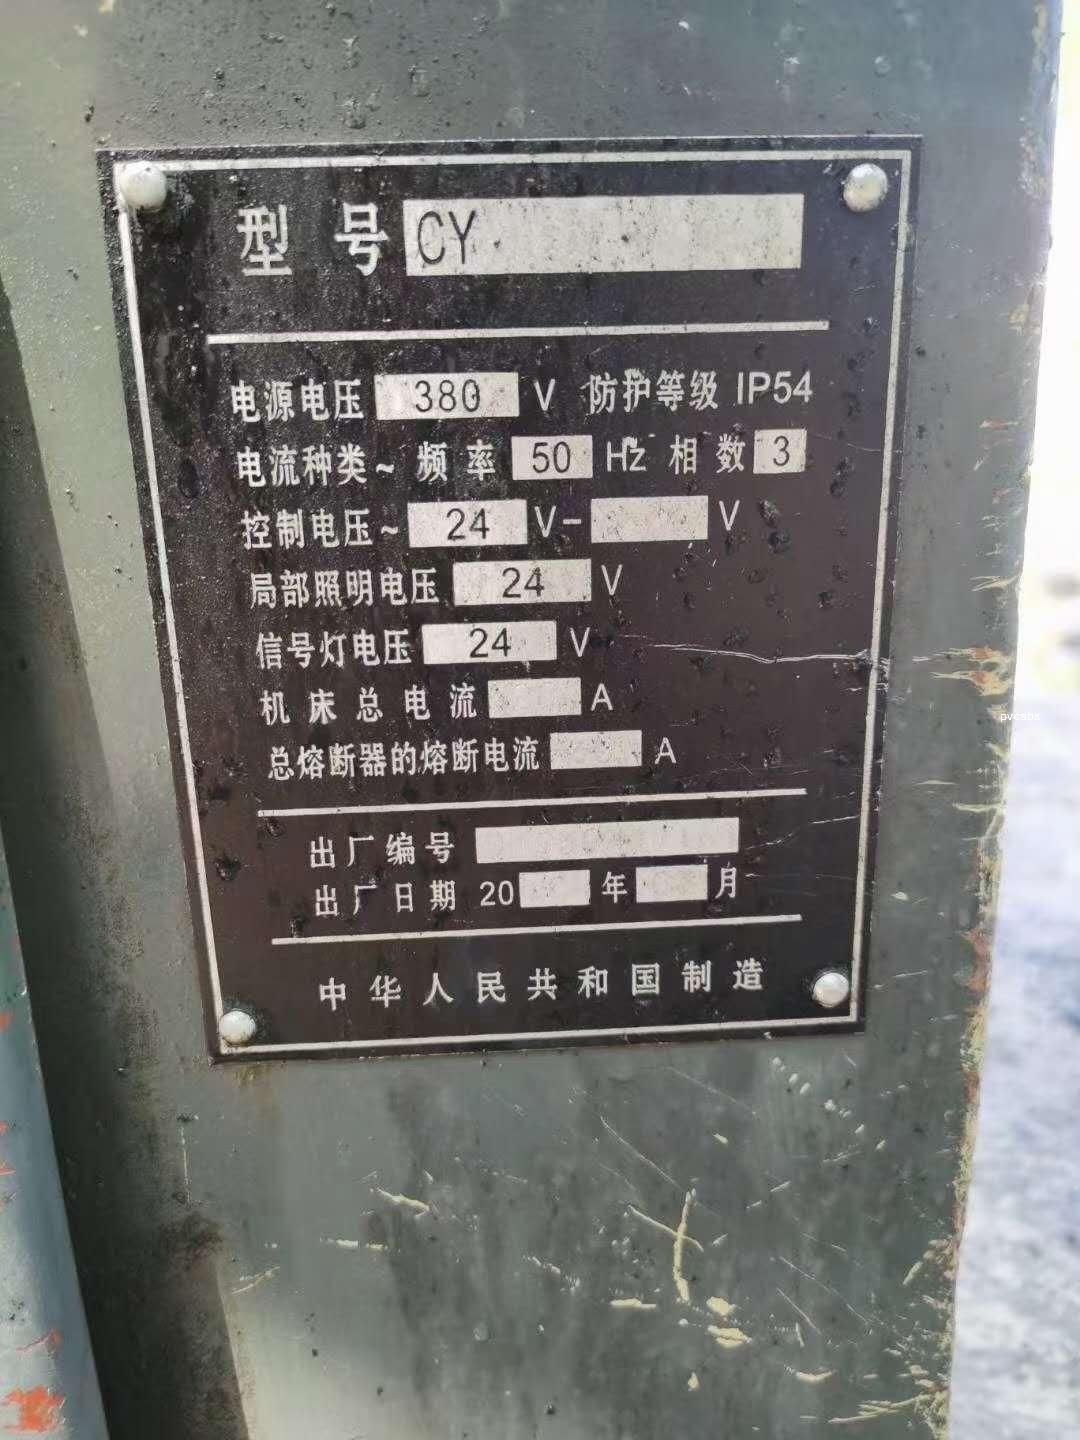 型号 CY
电源电压 380 V 防护等级 IP54
电流种类~ 频率 50 Hz 相数 3
控制电压~ 24 V- V
局部照明电压 24 V
信号灯电压 24 V
机床总电流 A
总熔断器的熔断电流 A
出厂编号
出厂日期 20 年 月
中华人民共和国制造
pvcsbs